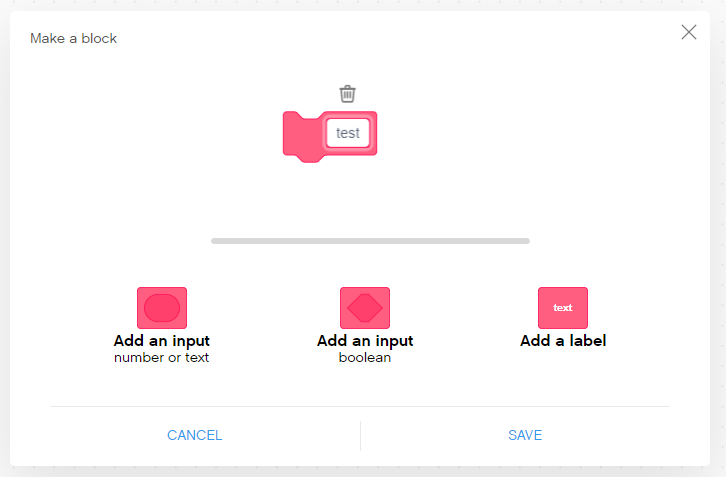 Make a block
test
text
Add an input
number or text
Add an input
boolean
Add a label
CANCEL
SAVE